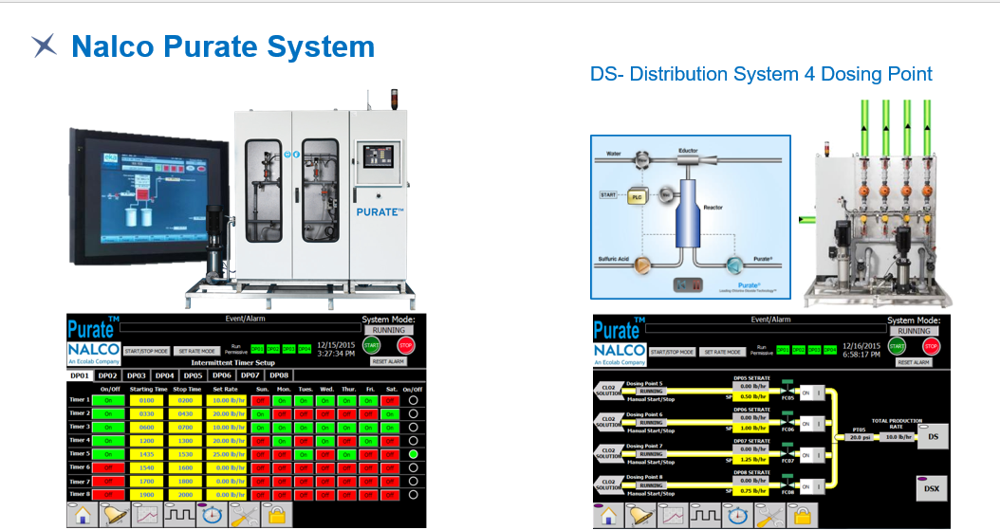 Nalco Purate System
DS- Distribution System 4 Dosing Point
eka
PURATE™
Water
Eductor
START
PLG
Reactor
Sulfuric Acid
Purate®
Purate®
Leading Chlorine Dioxide Technology™
Purate™
Event/Alarm
System Mode:
RUNNING
NALCO
An Ecolab Company
START/STOP MODE
SET RATE MODE
Run
Permissive
DP01 DP02 DP03 DP04
12/15/2015
3:27:34 PM
START
STOP
RESET ALARM
Intermittent Timer Setup
DP01 DP02 DP03 DP04 DP05 DP06 DP07 DP08
On/Off Starting Time Stop Time Set Rate Sun. Mon. Tues. Wed. Thur. Fri. Sat. On/Off
Timer 1 On 0100 0200 10.00 lb/hr Off On On On On On Off
Timer 2 On 0330 0430 20.00 lb/hr On Off Off Off Off Off On
Timer 3 On 0600 0700 10.00 lb/hr On On On On On On On
Timer 4 On 1200 1300 20.00 lb/hr Off On Off On Off On Off
Timer 5 On 1435 1530 25.00 lb/hr Off Off On Off On Off Off
Timer 6 Off 1540 1600 0.00 lb/hr Off Off Off Off Off Off Off
Timer 7 Off 1700 1800 0.00 lb/hr Off Off Off Off Off Off Off
Timer 8 Off 1900 2000 0.00 lb/hr Off Off Off Off Off Off Off
Purate™
Event/Alarm
System Mode:
RUNNING
NALCO
An Ecolab Company
START/STOP MODE
SET RATE MODE
Run
Permissive
DP01 DP02 DP03 DP04
12/16/2015
6:58:17 PM
START
STOP
RESET ALARM
CLO2
SOLUTION
Dosing Point 5
RUNNING
Manual Start/Stop
DP05 SETRATE
0.00 lb/hr
SP 0.50 lb/hr
FC05
ON I
CLO2
SOLUTION
Dosing Point 6
RUNNING
Manual Start/Stop
DP06 SETRATE
0.00 lb/hr
SP 1.00 lb/hr
FC06
ON I
CLO2
SOLUTION
Dosing Point 7
RUNNING
Manual Start/Stop
DP07 SETRATE
0.00 lb/hr
SP 1.25 lb/hr
FC07
ON I
CLO2
SOLUTION
Dosing Point 8
RUNNING
Manual Start/Stop
DP08 SETRATE
0.00 lb/hr
SP 0.75 lb/hr
FC08
ON I
PT05
20.0 psi
TOTAL PRODUCTION
RATE
10.0 lb/hr
DS
DSX